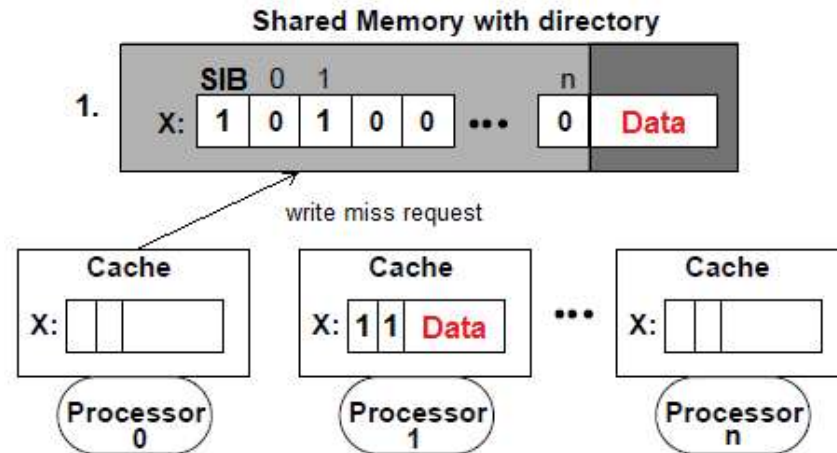 Shared Memory with directory
SIB 0 1 n
1.
X: 1 0 1 0 0 ••• 0 Data
write miss request
Cache Cache Cache
X: X: 1 1 Data ••• X:
Processor Processor Processor
0 1 n